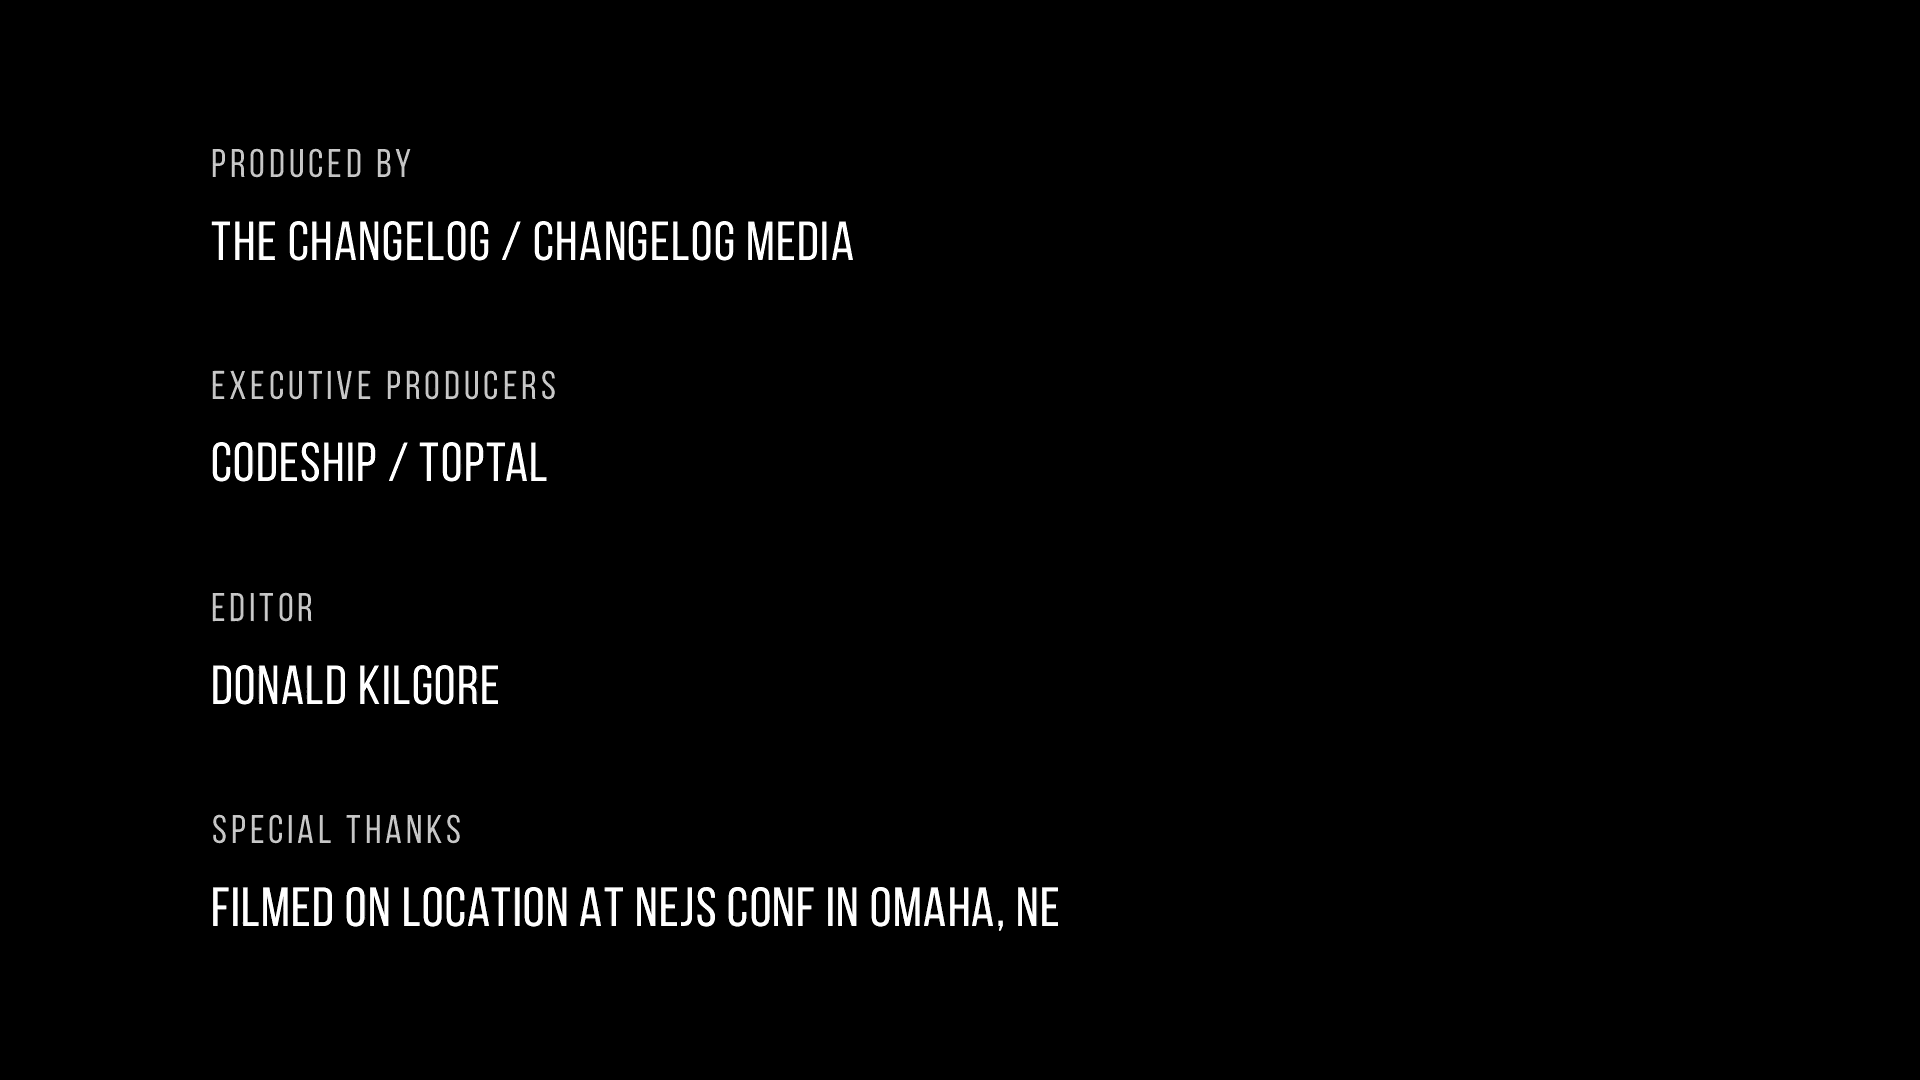 PRODUCED BY
THE CHANGELOG / CHANGELOG MEDIA
EXECUTIVE PRODUCERS
CODESHIP / TOPTAL
EDITOR
DONALD KILGORE
SPECIAL THANKS
FILMED ON LOCATION AT NEJS CONF IN OMAHA, NE